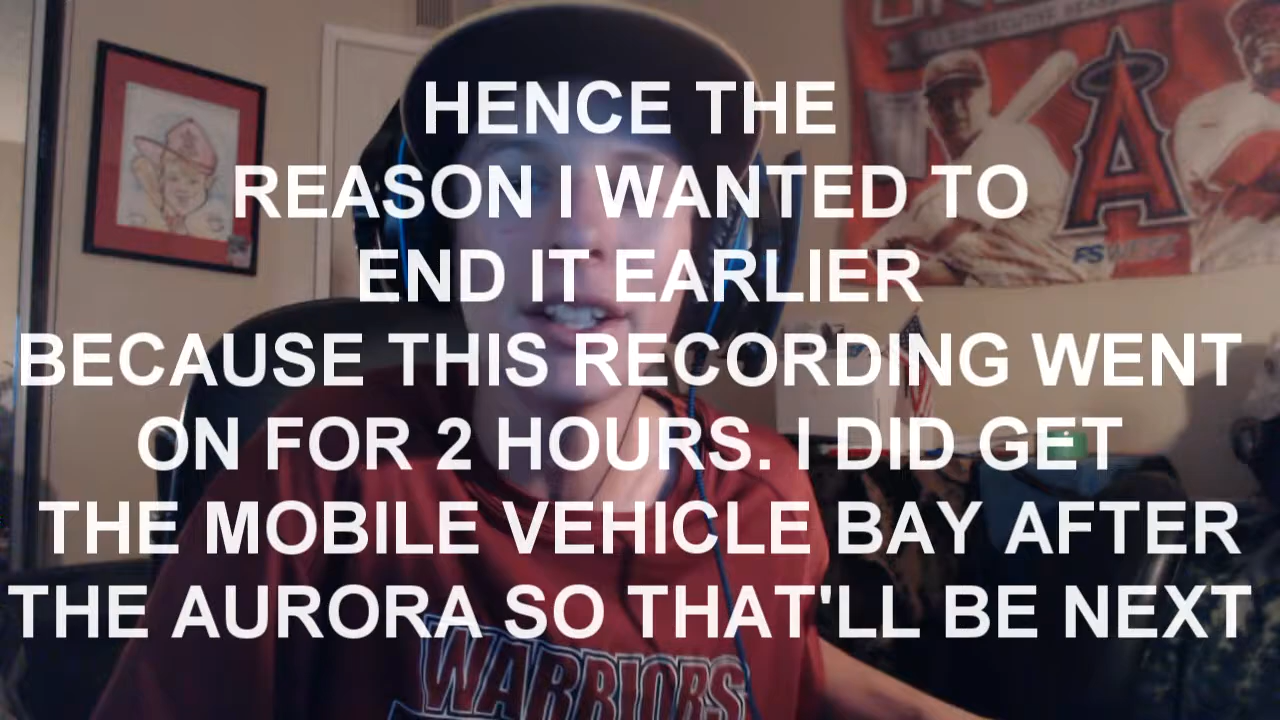 HENCE THE
REASON I WANTED TO
END IT EARLIER
BECAUSE THIS RECORDING WENT
ON FOR 2 HOURS. I DID GET
THE MOBILE VEHICLE BAY AFTER
THE AURORA SO THAT'LL BE NEXT
A
WARRIORS